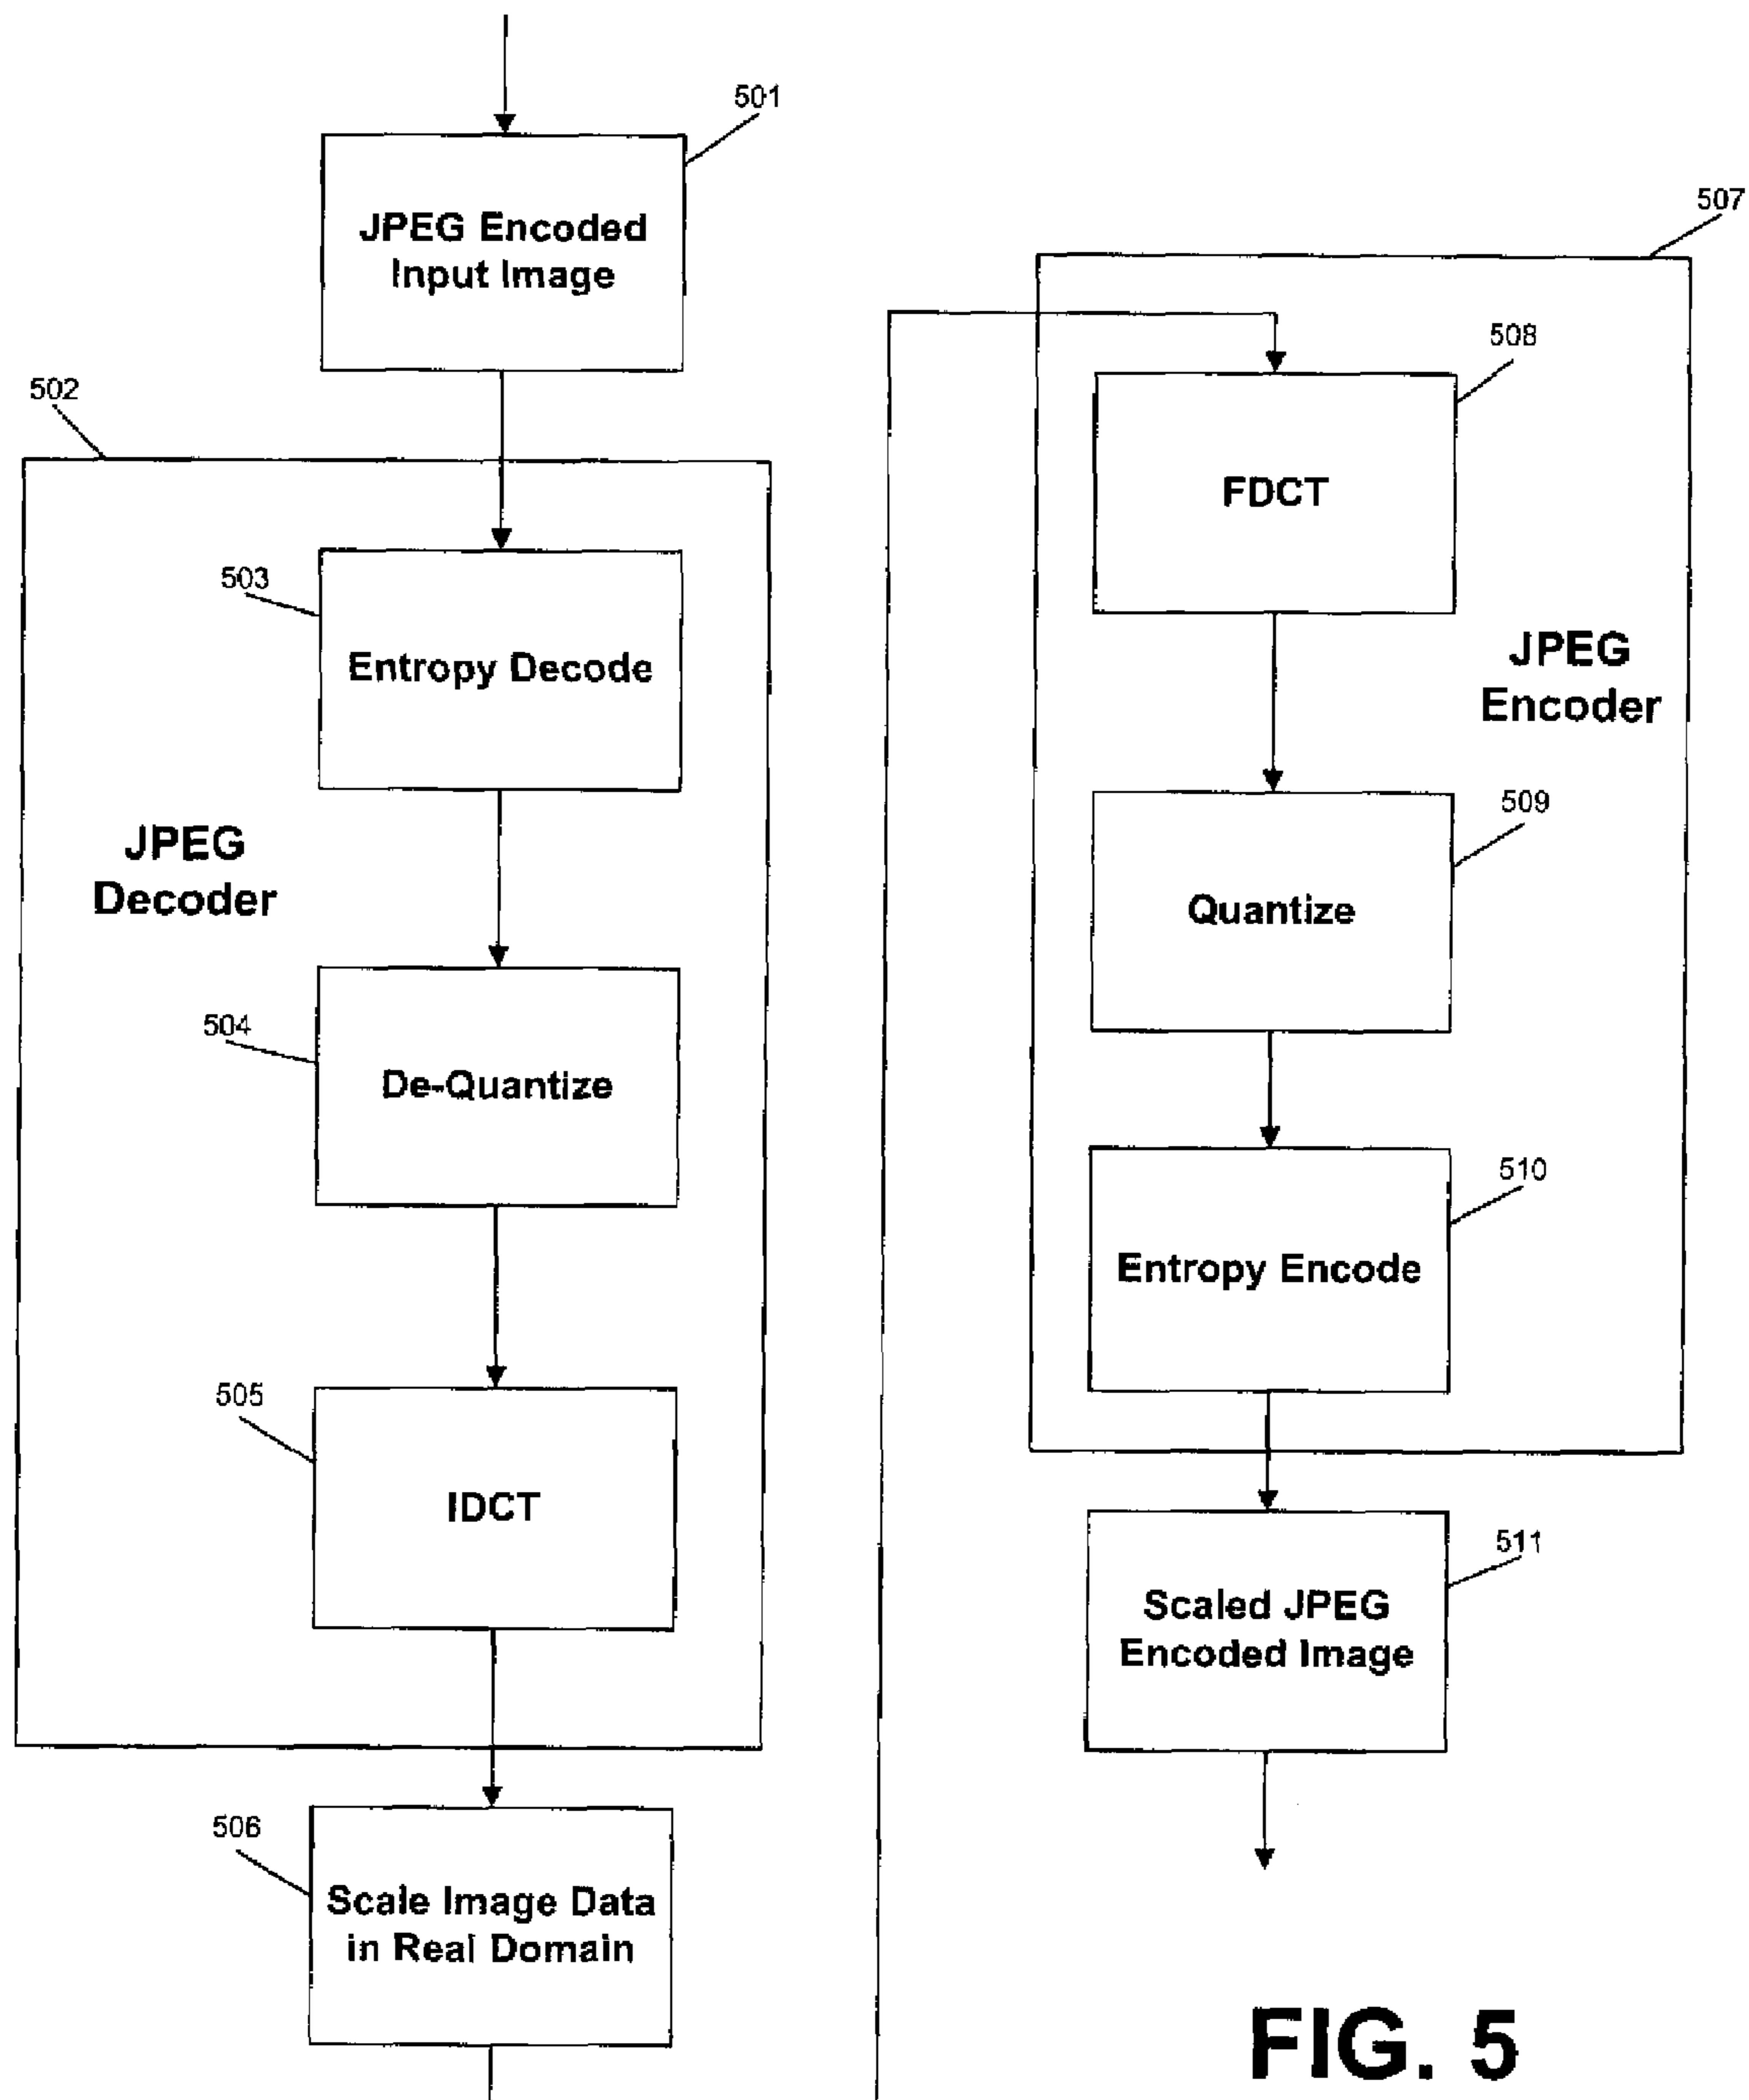 501
JPEG Encoded
Input Image
502
503
Entropy Decode
JPEG
Decoder
504
De-Quantize
505
IDCT
506
Scale Image Data
in Real Domain
507
508
FDCT
JPEG
Encoder
509
Quantize
510
Entropy Encode
511
Scaled JPEG
Encoded Image
FIG. 5